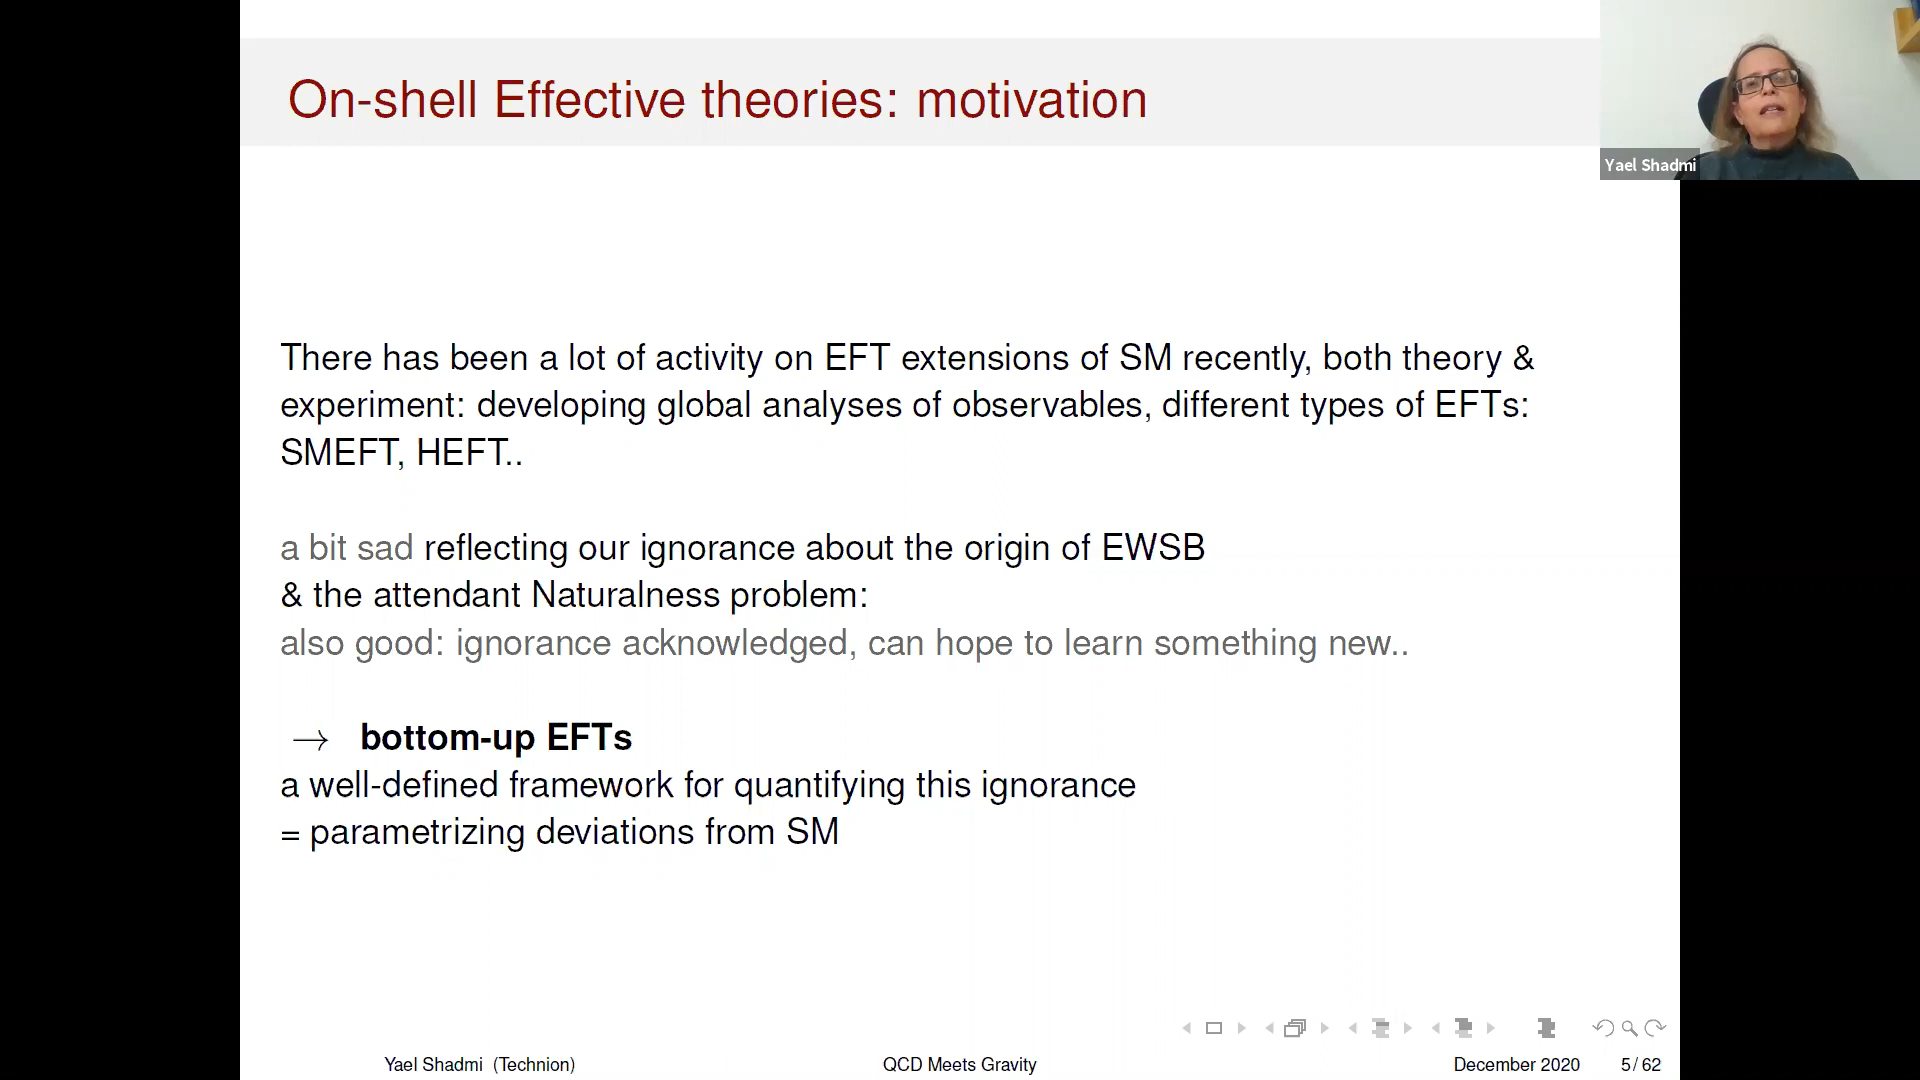 On-shell Effective theories: motivation
Yael Shadmi
There has been a lot of activity on EFT extensions of SM recently, both theory &
experiment: developing global analyses of observables, different types of EFTs:
SMEFT, HEFT..
a bit sad reflecting our ignorance about the origin of EWSB
& the attendant Naturalness problem:
also good: ignorance acknowledged, can hope to learn something new..
→ bottom-up EFTs
a well-defined framework for quantifying this ignorance
= parametrizing deviations from SM
Yael Shadmi (Technion) QCD Meets Gravity December 2020 5/62